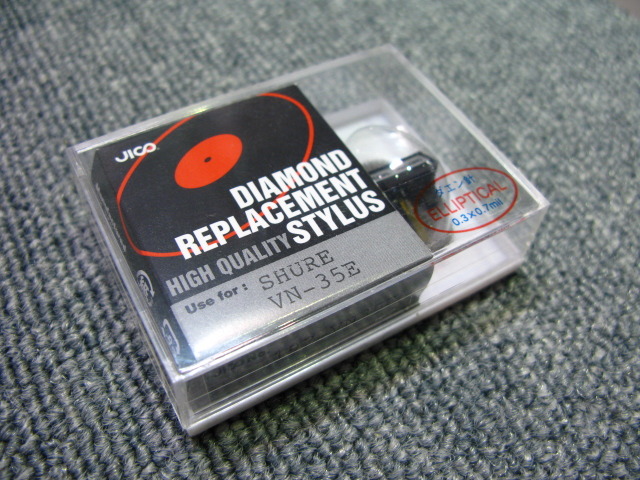 JICO
DIAMOND
REPLACEMENT
HIGH QUALITY STYLUS
Use for: SHURE
VN-35E
ダエン針
ELLIPTICAL
0.3×0.7mil